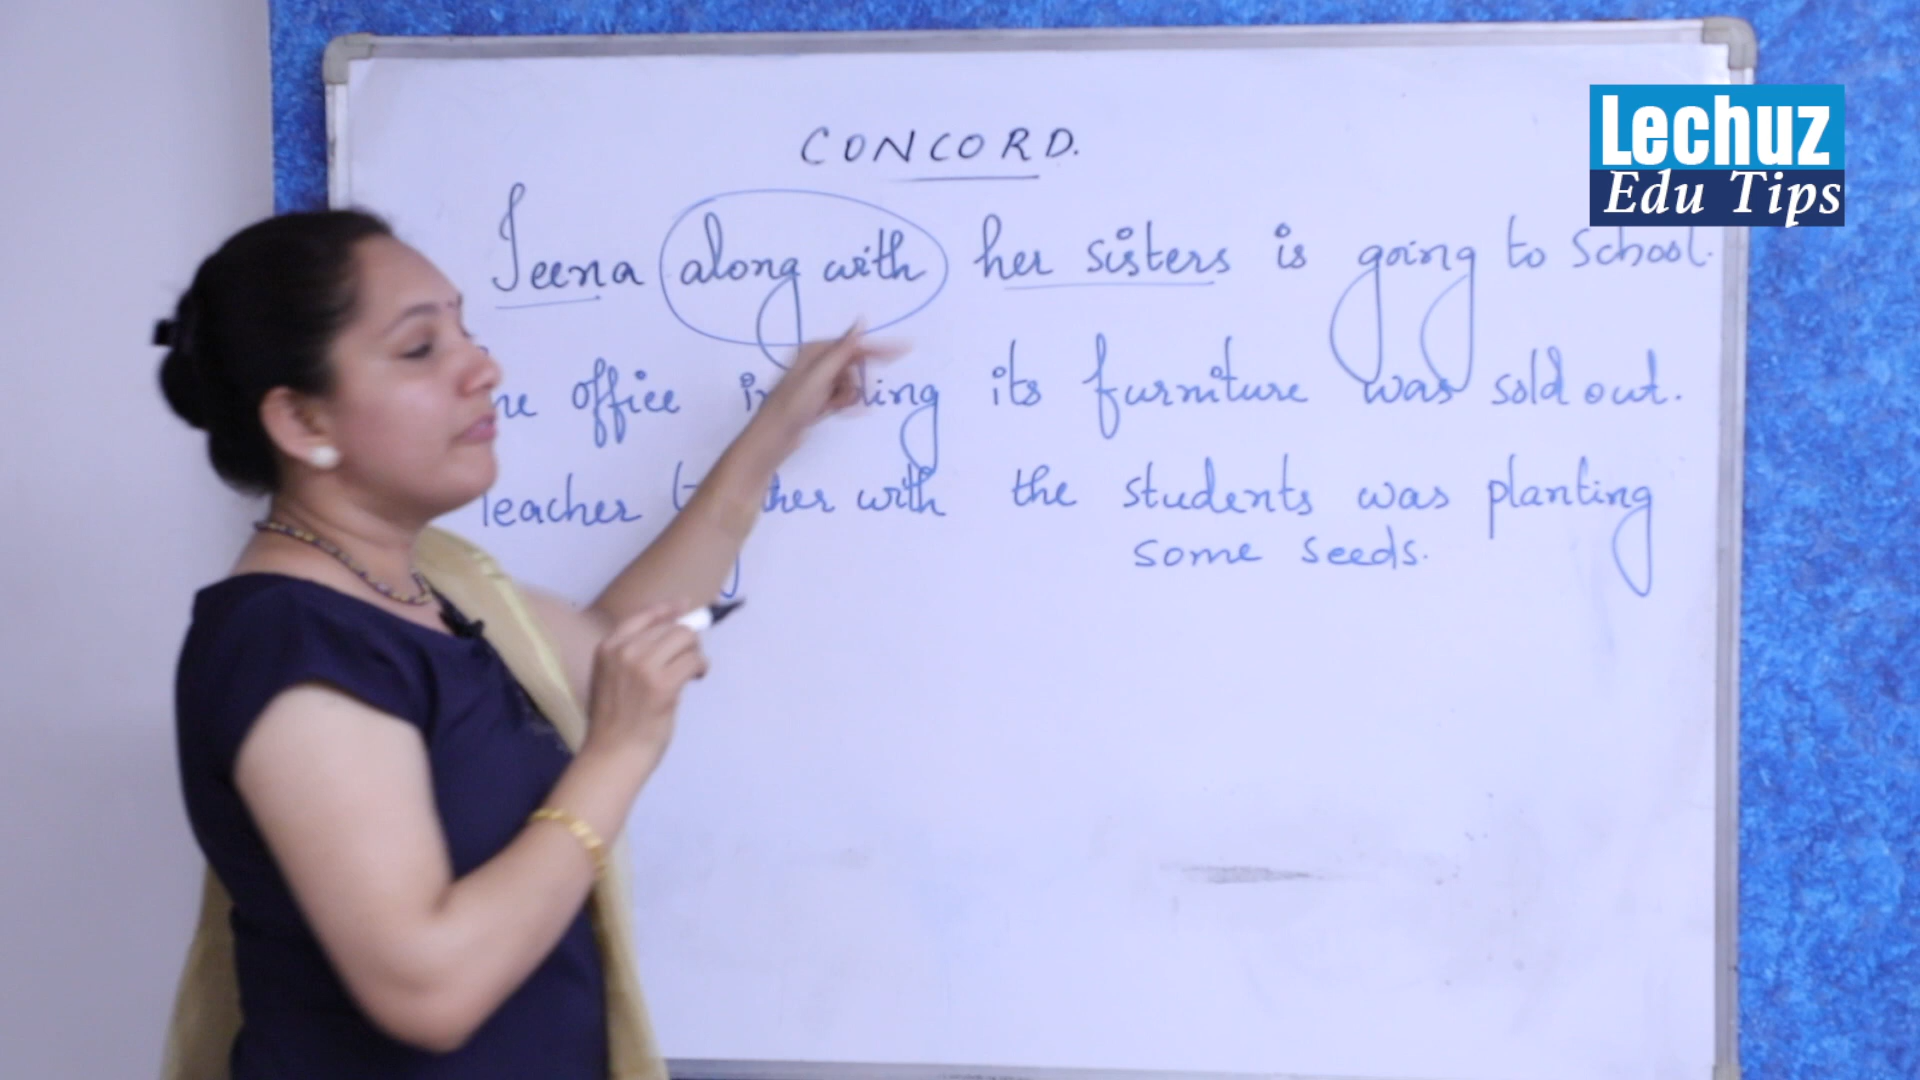 CONCORD.
Jeena along with her sisters is going to School.
office its furniture was sold out.
Teacher with the students was planting
some seeds.
Lechuz
Edu Tips